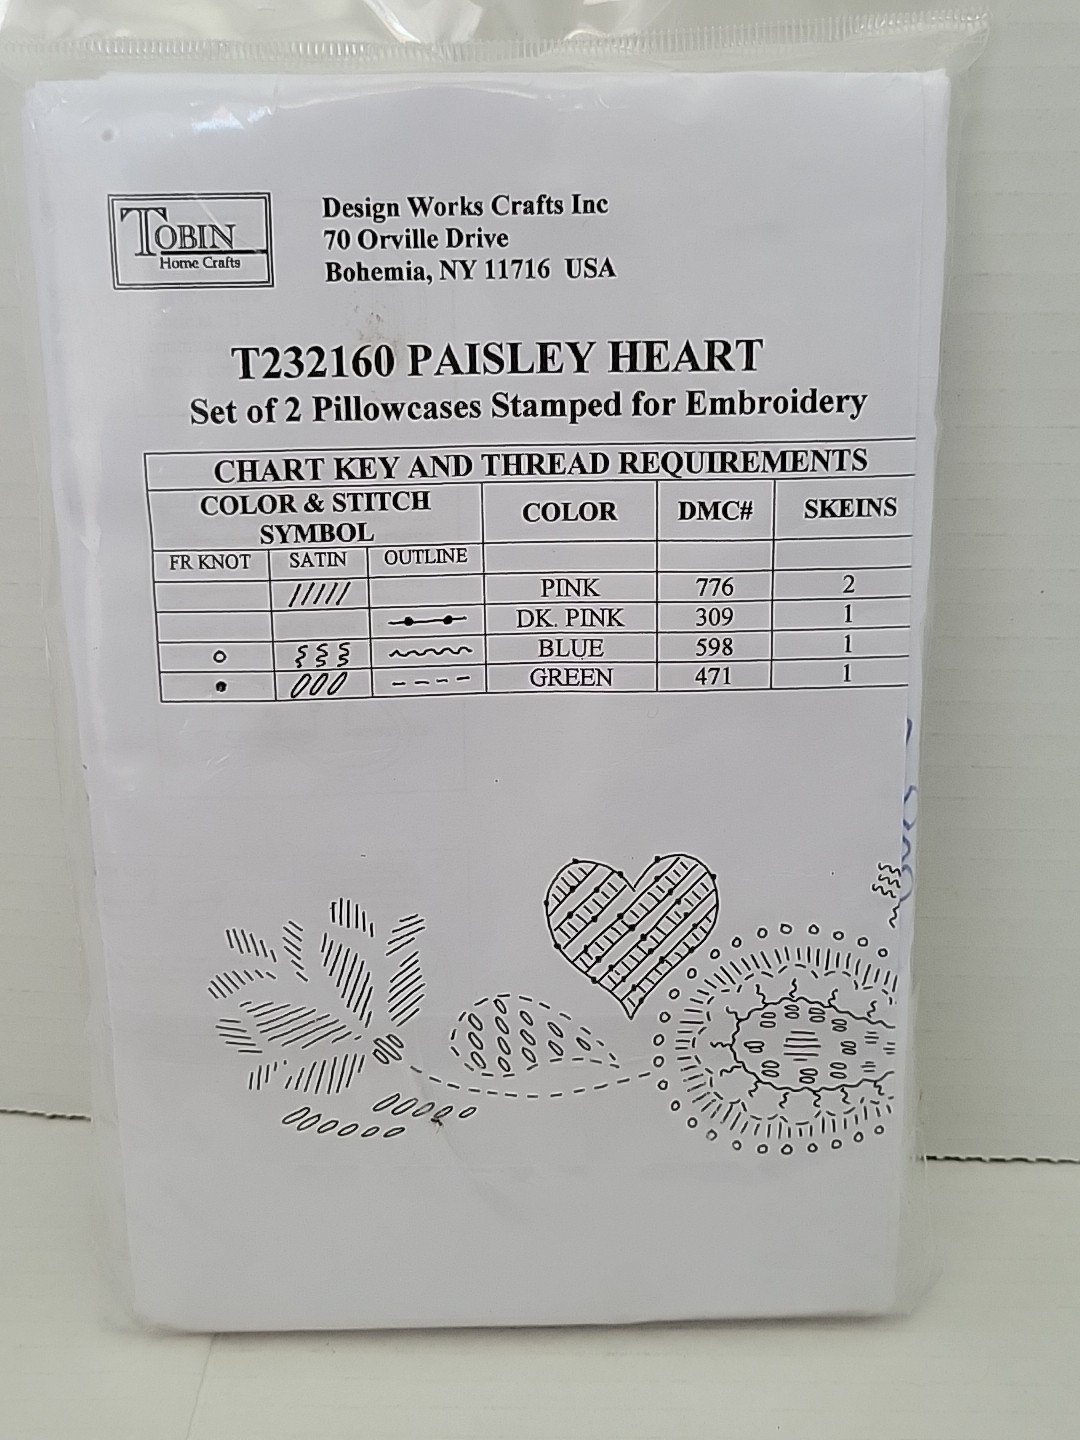 TOBIN
Home Crafts
Design Works Crafts Inc
70 Orville Drive
Bohemia, NY 11716 USA
T232160 PAISLEY HEART
Set of 2 Pillowcases Stamped for Embroidery
CHART KEY AND THREAD REQUIREMENTS
COLOR & STITCH SYMBOL COLOR DMC# SKEINS
FR KNOT SATIN OUTLINE
PINK 776 2
DK. PINK 309 1
BLUE 598 1
GREEN 471 1